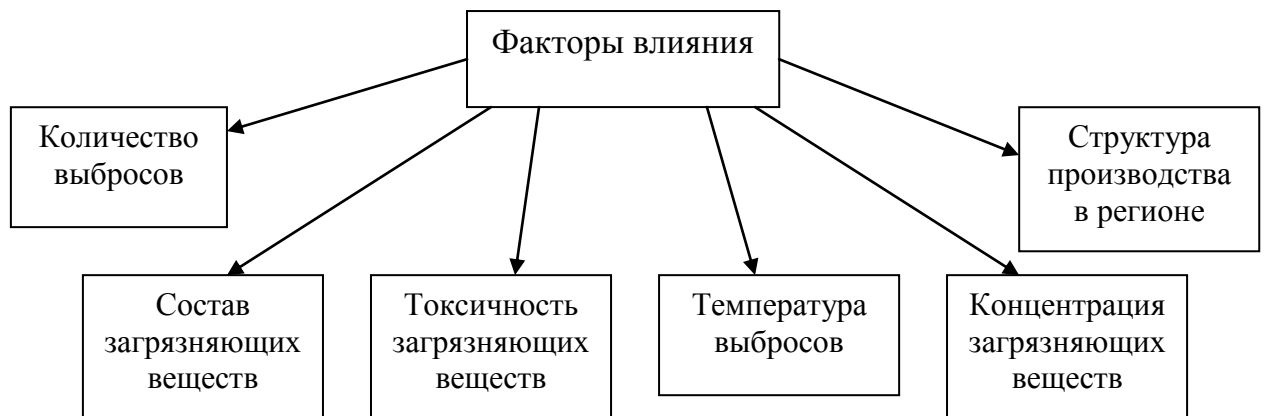 Факторы влияния
Количество
выбросов
Структура
производства
в регионе
Состав
загрязняющих
веществ
Токсичность
загрязняющих
веществ
Температура
выбросов
Концентрация
загрязняющих
веществ